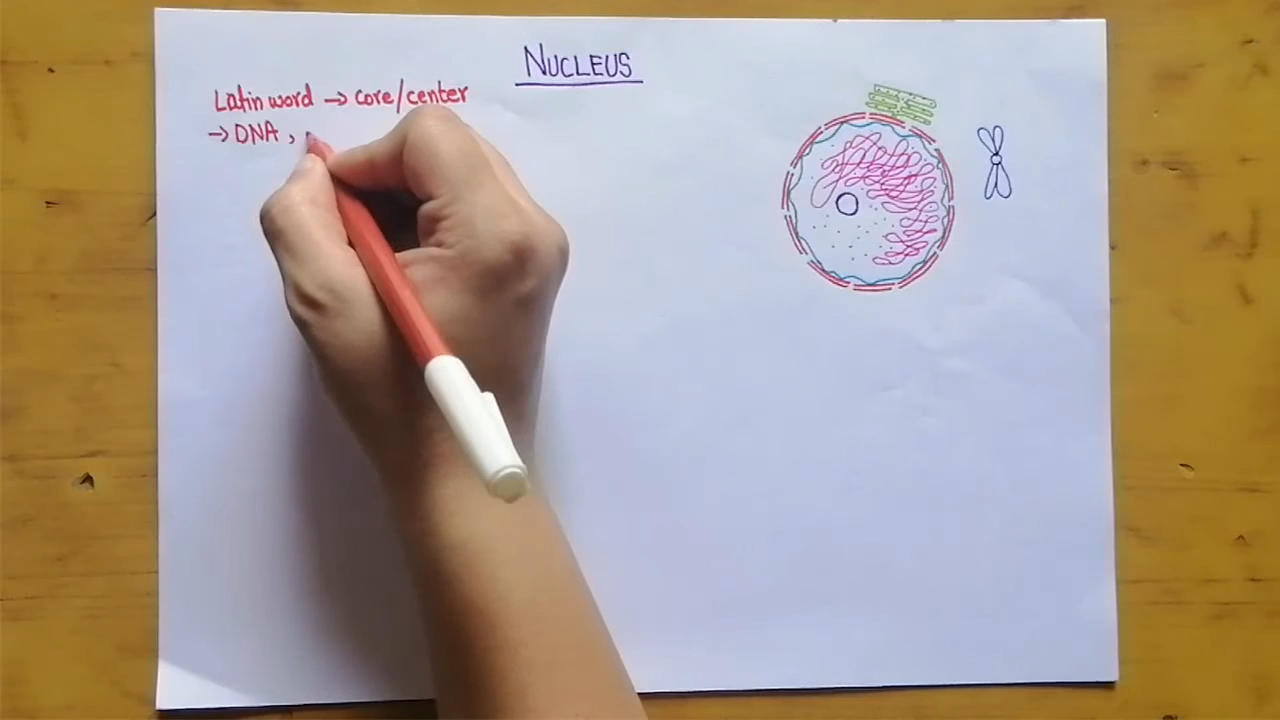 NUCLEUS
Latin word → core/center
→ DNA ,